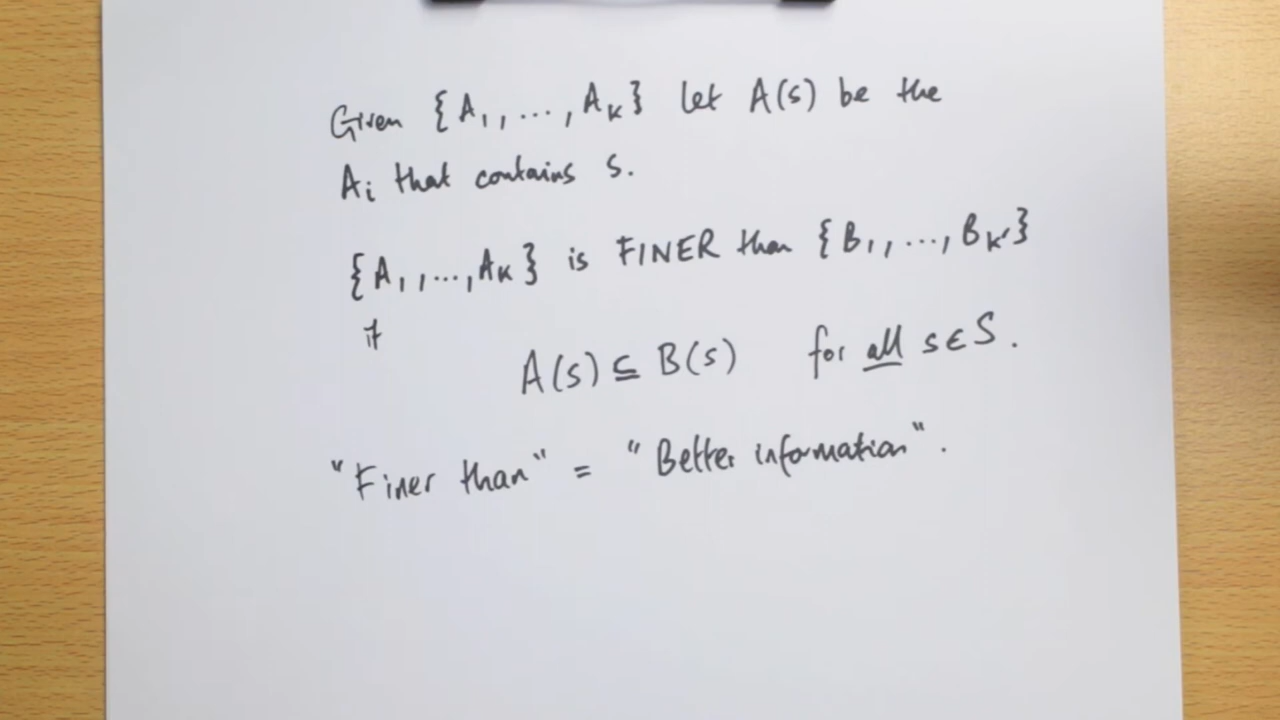 Given {A₁, ..., Aₖ} let A(s) be the
Aᵢ that contains s.
{A₁, ..., Aₖ} is FINER than {B₁, ..., Bₖ'}
if
A(s) ⊆ B(s) for all s ∈ S.
"Finer than" = "Better information".